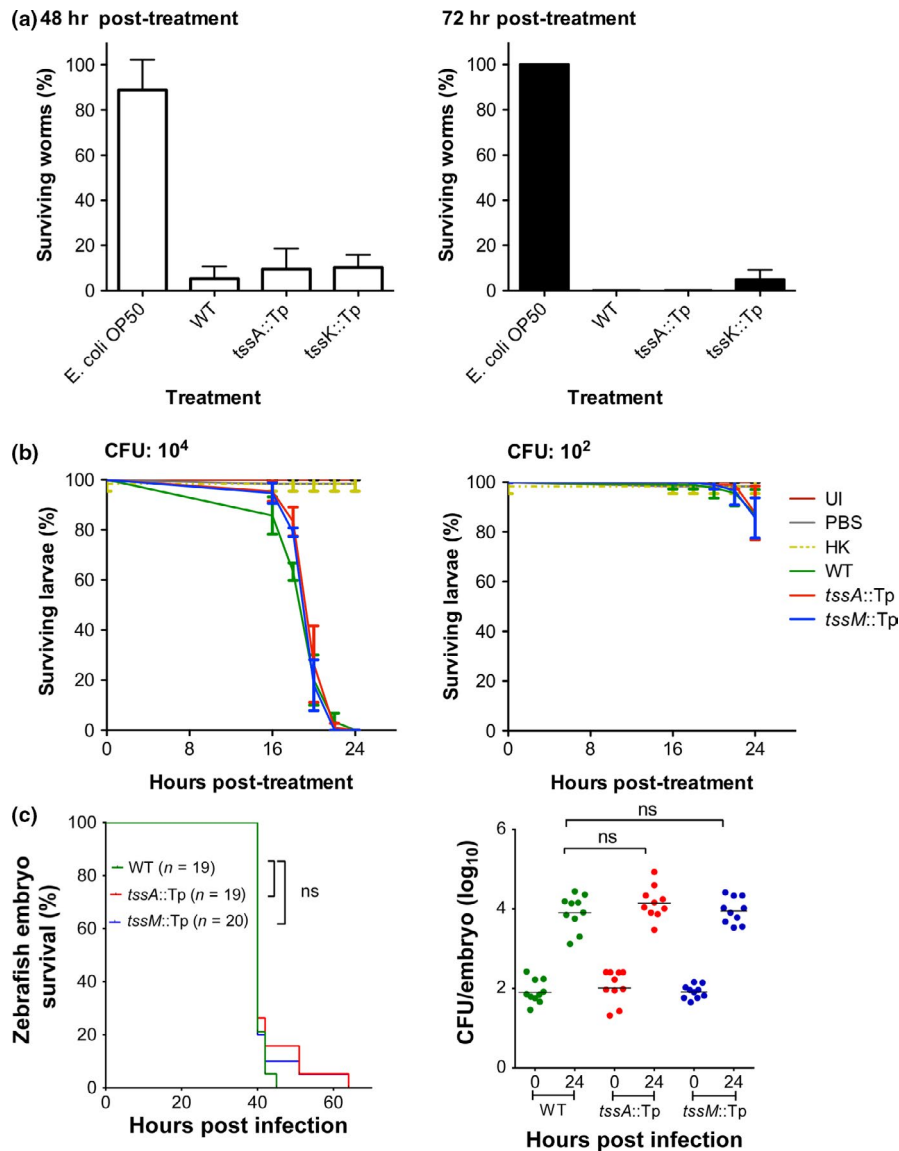 (a) 48 hr post-treatment
72 hr post-treatment
Surviving worms (%)
100
80
60
40
20
0
E. coli OP50
WT
tssA::Tp
tssK::Tp
Treatment
Surviving worms (%)
100
80
60
40
20
0
E. coli OP50
WT
tssA::Tp
tssK::Tp
Treatment
(b)
CFU: 10⁴
Surviving larvae (%)
100
80
60
40
20
0
0 8 16 24
Hours post-treatment
CFU: 10²
Surviving larvae (%)
100
80
60
40
20
0
0 8 16 24
Hours post-treatment
UI
PBS
HK
WT
tssA::Tp
tssM::Tp
(c)
Zebrafish embryo
survival (%)
100
80
60
40
20
0
WT (n = 19)
tssA::Tp (n = 19)
tssM::Tp (n = 20)
ns
0 20 40 60
Hours post infection
CFU/embryo (log₁₀)
6
4
2
0
ns
ns
0 24 0 24 0 24
WT tssA::Tp tssM::Tp
Hours post infection